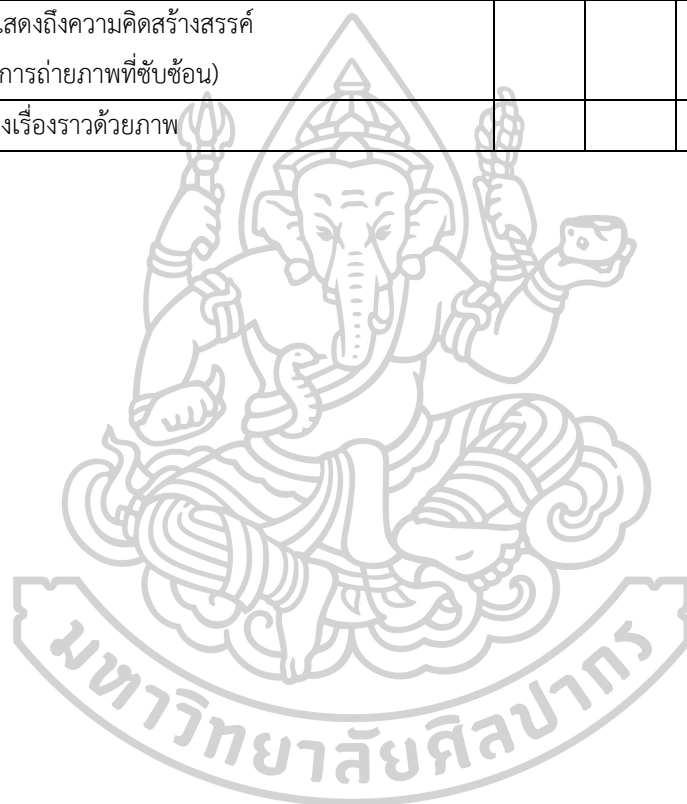 แสดงถึงความคิดสร้างสรรค์
การถ่ายภาพที่ซับซ้อน)
งเรื่องราวด้วยภาพ
มหาวิทยาลัยศิลปากร